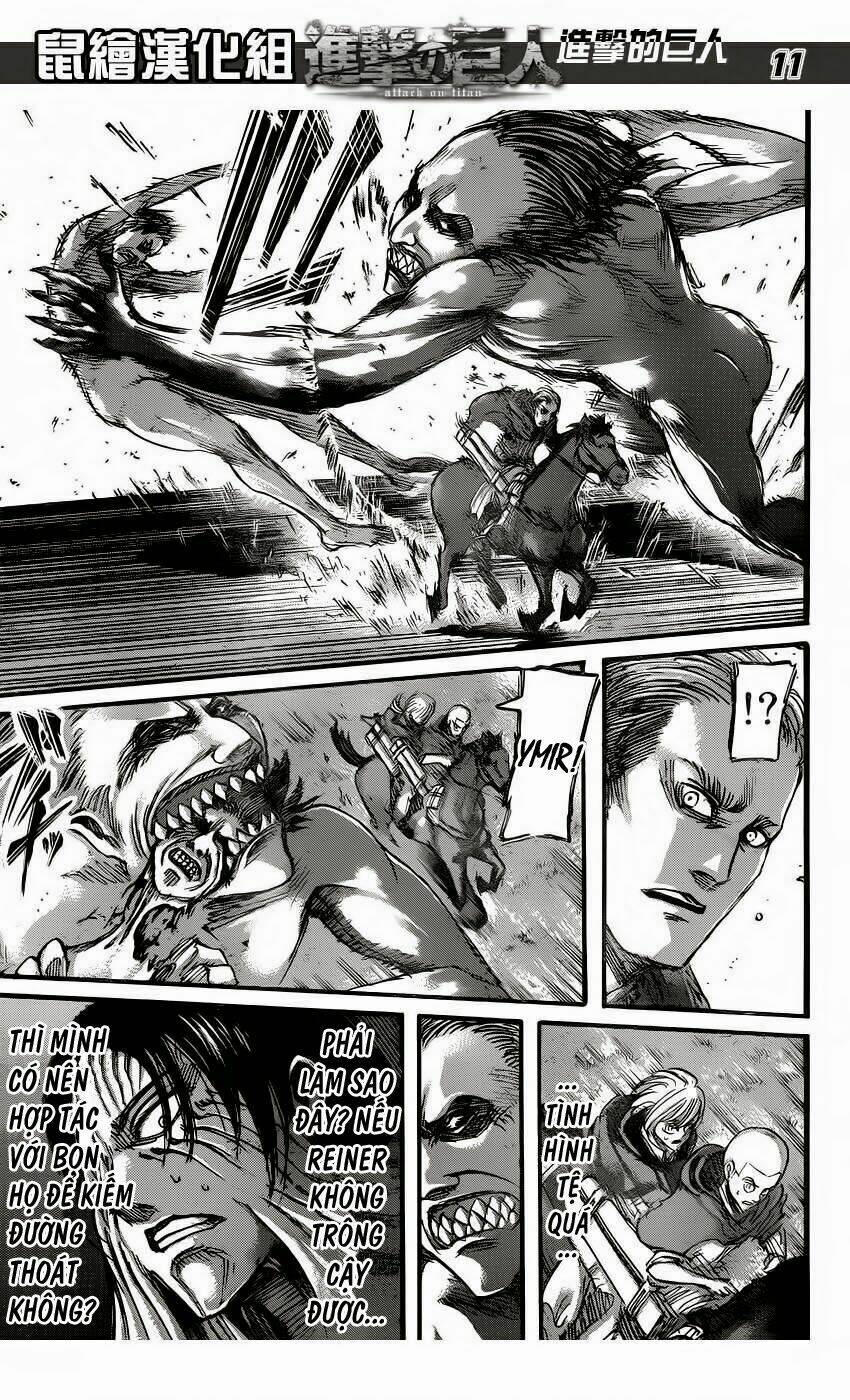 鼠繪漢化組
進撃の巨人
attack on titan
進擊的巨人
11
!?
YMIR!
...
TÌNH
HÌNH
TỆ
QUÁ
...
PHẢI
LÀM SAO
ĐÂY? NẾU
REINER
KHÔNG
TRÔNG
CẬY
ĐƯỢC...
THÌ MÌNH
CÓ NÊN
HỢP TÁC
VỚI BỌN
HỌ ĐỂ KIẾM
ĐƯỜNG
THOÁT
KHÔNG?